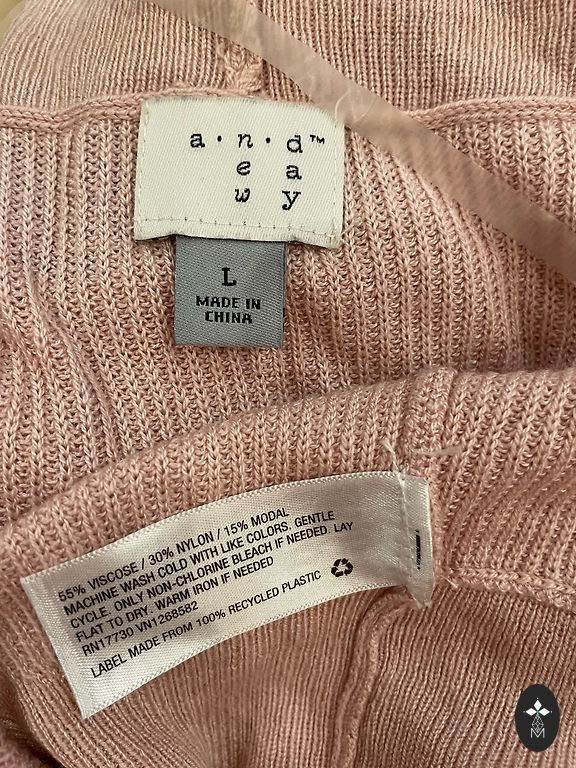 a · n · d™
e a
w y
L
MADE IN
CHINA
55% VISCOSE / 30% NYLON / 15% MODAL
MACHINE WASH COLD WITH LIKE COLORS. GENTLE
CYCLE. ONLY NON-CHLORINE BLEACH IF NEEDED. LAY
FLAT TO DRY. WARM IRON IF NEEDED
RN17730 VN1268582
LABEL MADE FROM 100% RECYCLED PLASTIC
M